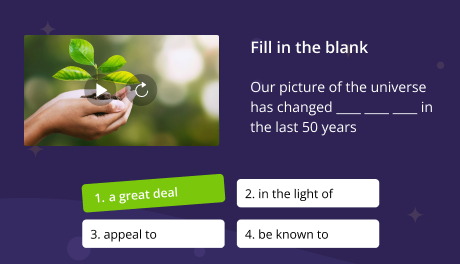 Fill in the blank
Our picture of the universe
has changed ____ ____ ____ in
the last 50 years
1. a great deal
2. in the light of
3. appeal to
4. be known to